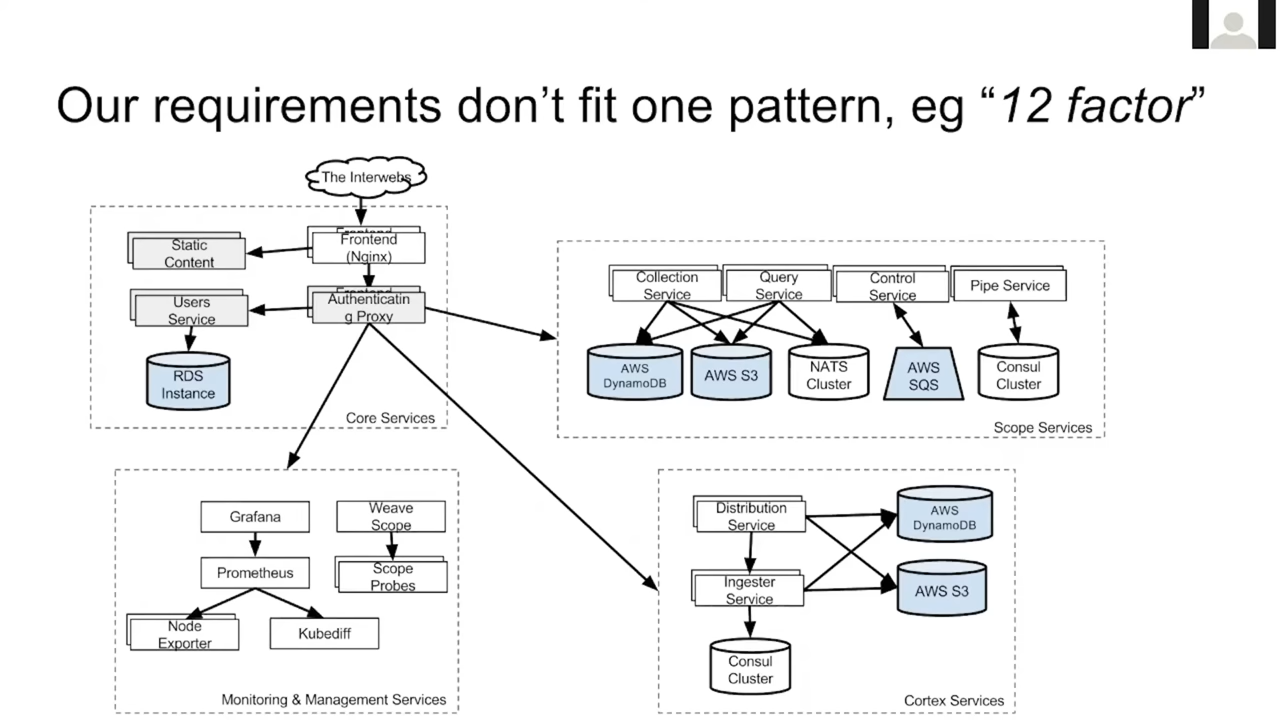 Our requirements don't fit one pattern, eg “12 factor”
The Interwebs
Frontend
Frontend
(Nginx)
Static
Content
Frontend
Authenticatin
g Proxy
Users
Service
RDS
Instance
Core Services
Collection
Service
Query
Service
Control
Service
Pipe Service
AWS
DynamoDB
AWS S3
NATS
Cluster
AWS
SQS
Consul
Cluster
Scope Services
Grafana
Weave
Scope
Prometheus
Scope
Probes
Node
Exporter
Kubediff
Monitoring & Management Services
Distribution
Service
AWS
DynamoDB
Ingester
Service
AWS S3
Consul
Cluster
Cortex Services